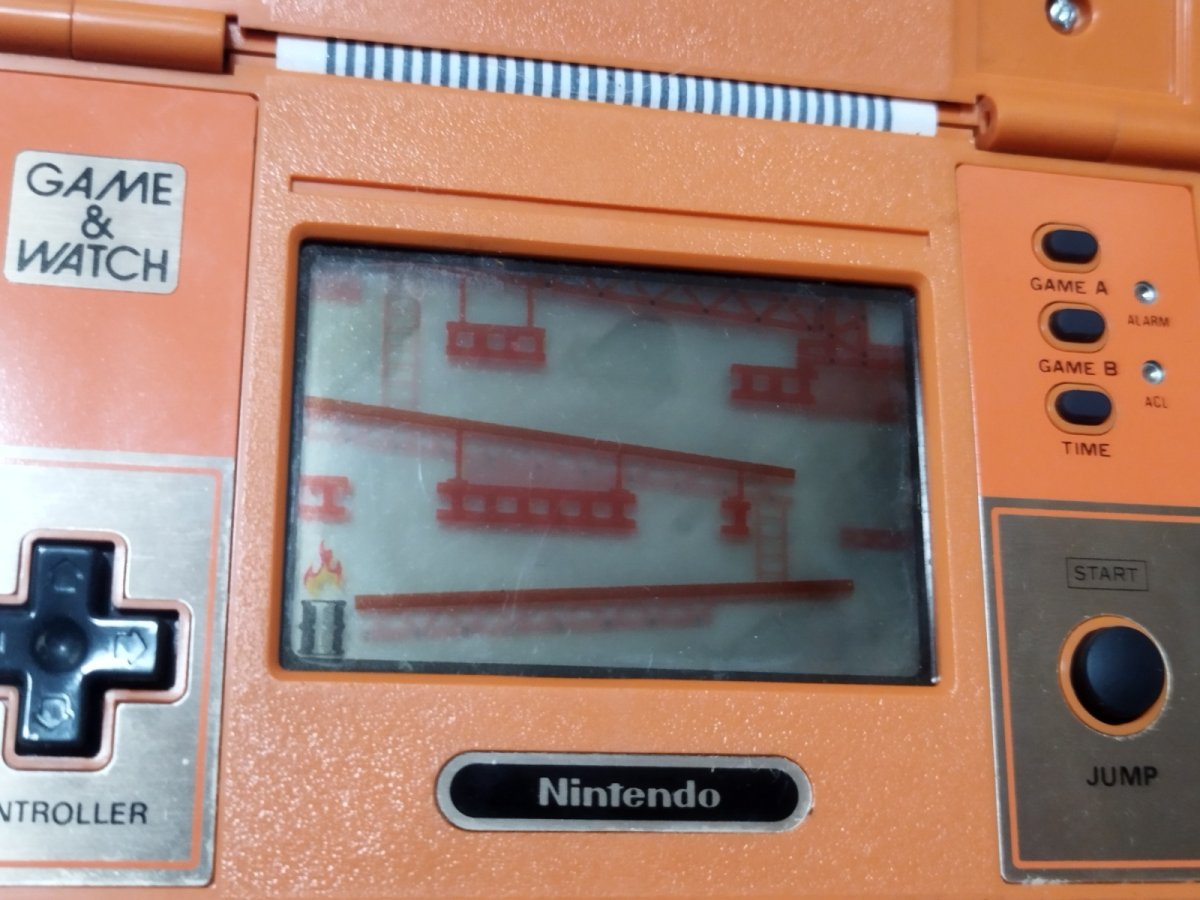 GAME
&
WATCH
GAME A
ALARM
GAME B
ACL
TIME
START
JUMP
NTROLLER
Nintendo